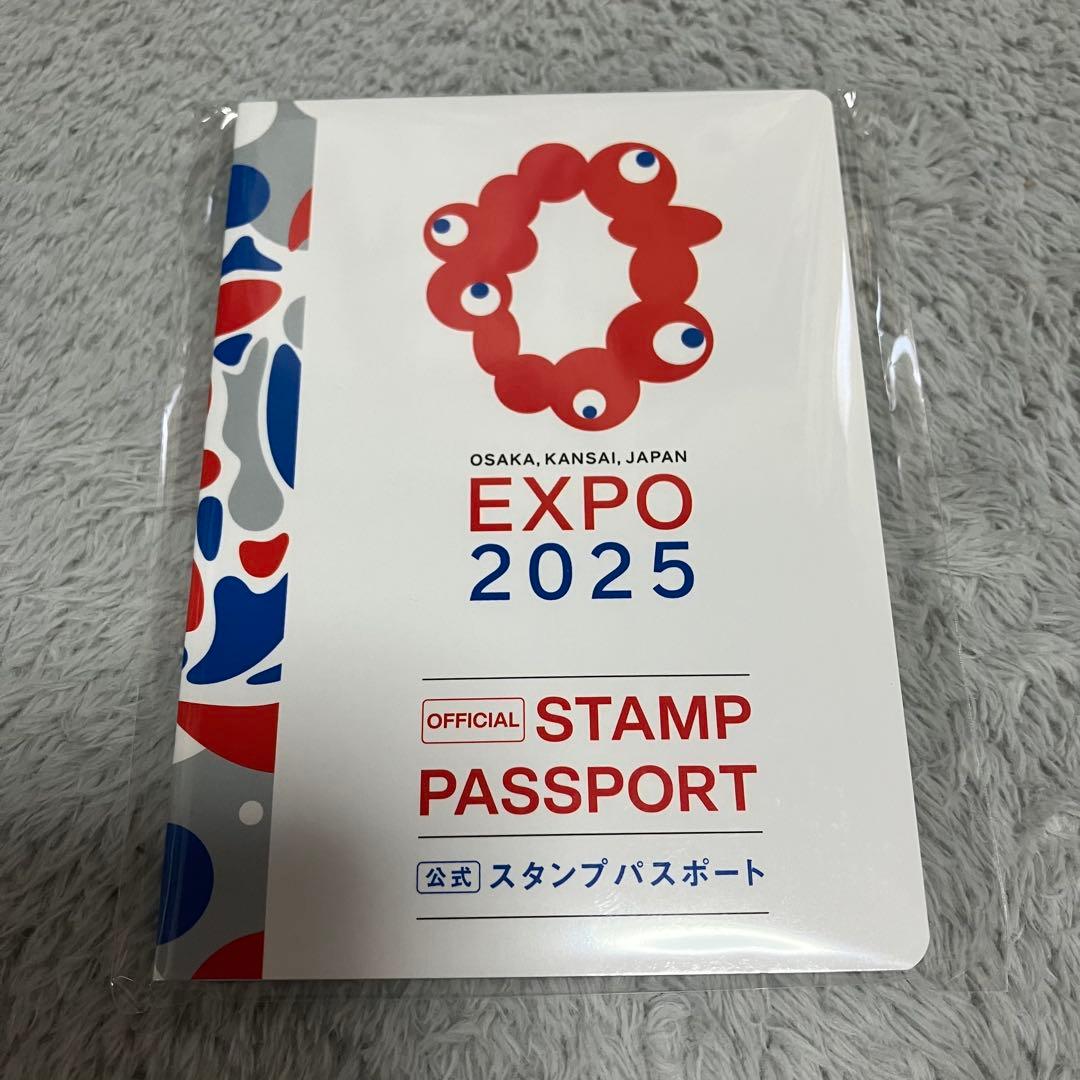 OSAKA, KANSAI, JAPAN
EXPO
2025
OFFICIAL STAMP
PASSPORT
公式 スタンプパスポート